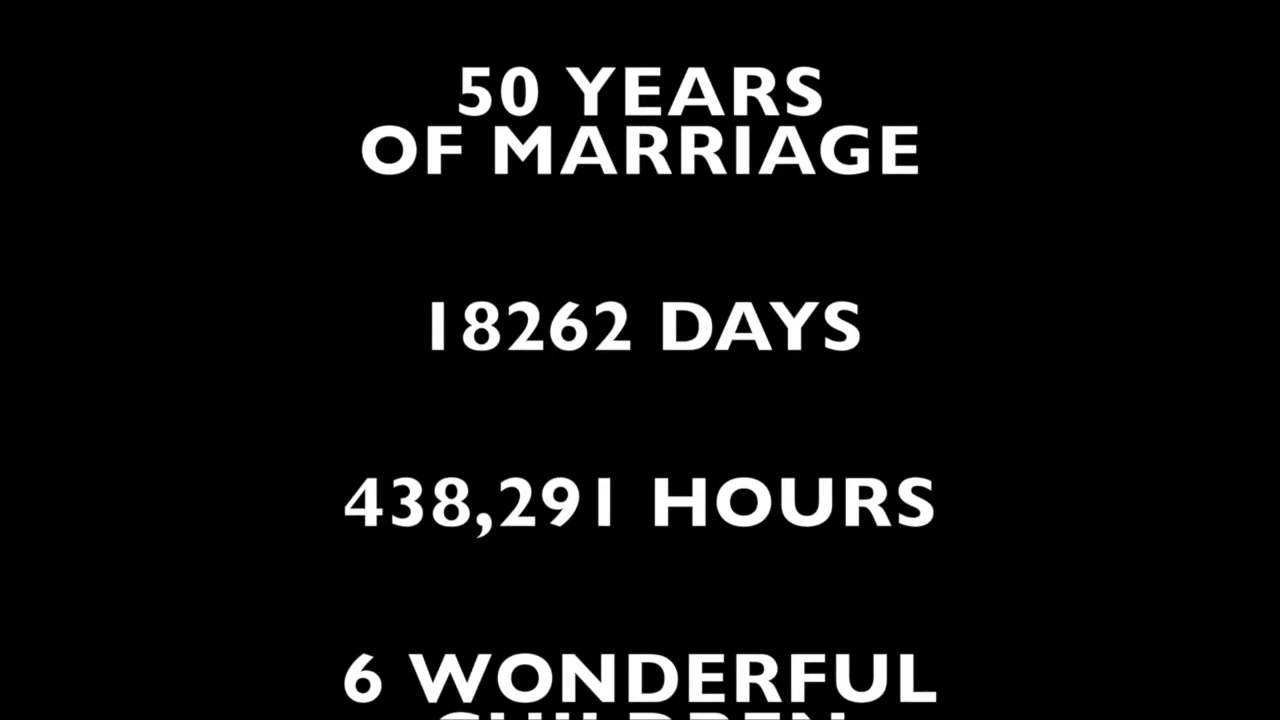 50 YEARS
OF MARRIAGE
18262 DAYS
438,291 HOURS
6 WONDERFUL